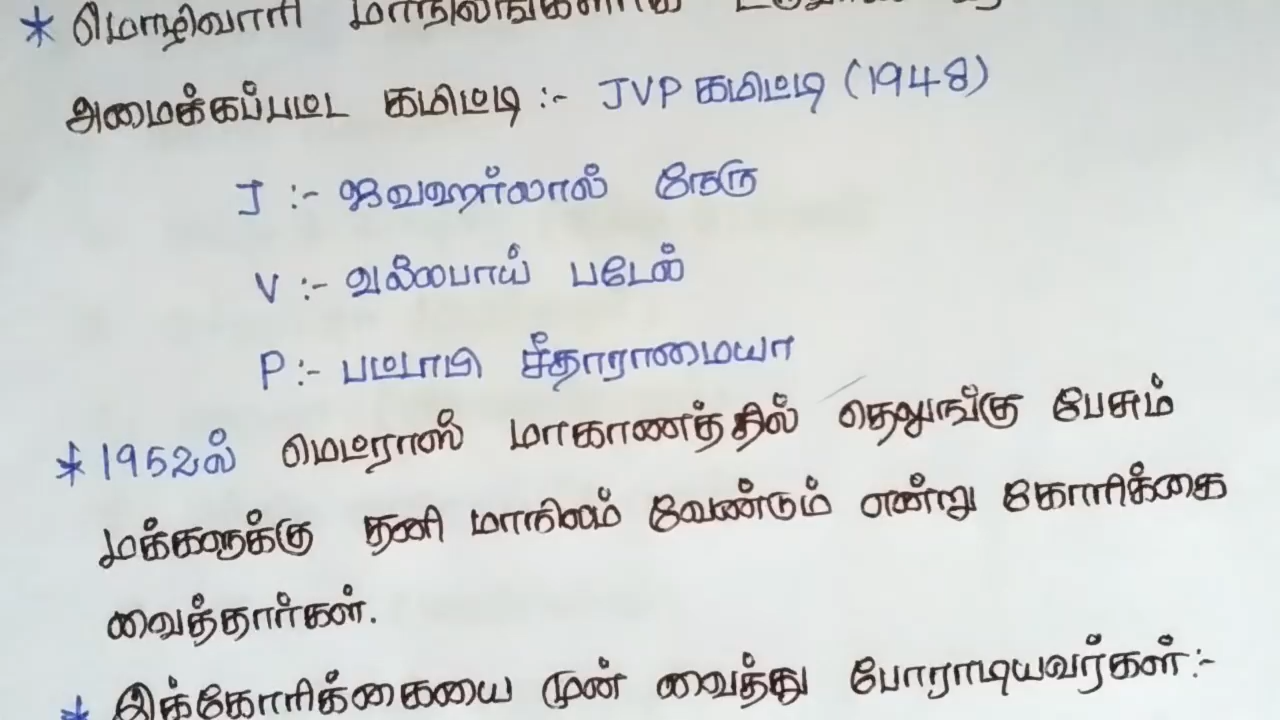 * மொழிவாரி மாநிலங்களாக
அமைக்கப்பட்ட கமிட்டி :- JVP கமிட்டி (1948)
J :- ஜவஹர்லால் நேரு
V :- வல்லபாய் படேல்
P :- பட்டாபி சீத்தாராமையா
* 1952ல் மெட்ராஸ் மாகாணத்தில் தெலுங்கு பேசும்
மக்களுக்கு தனி மாநிலம் வேண்டும் என்று கோரிக்கை
வைத்தார்கள்.
* இக்கோரிக்கையை முன் வைத்து போராடியவர்கள் :-